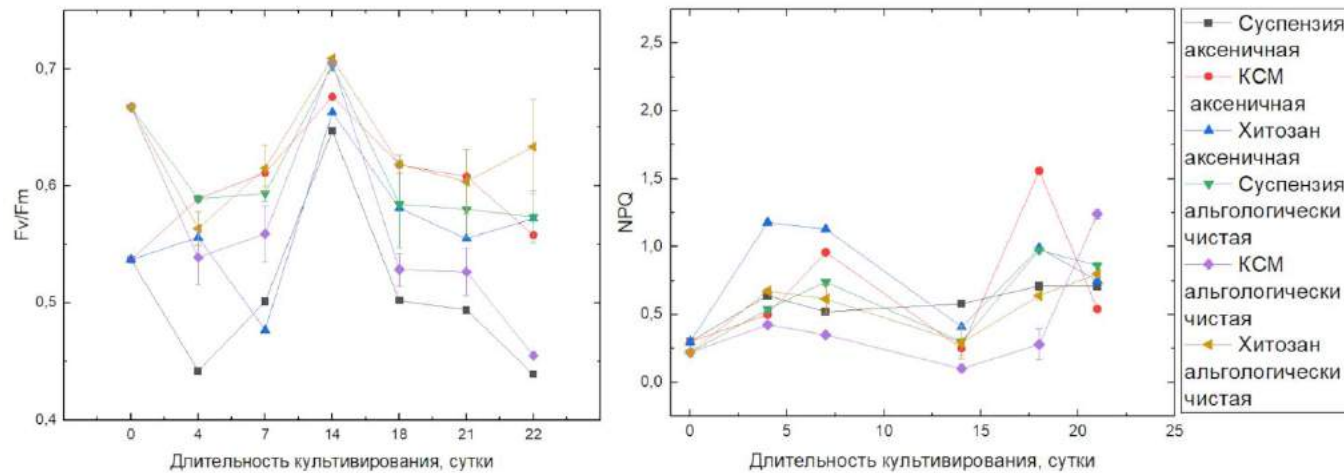 Fv/Fm
0,7
0,6
0,5
0,4
0 4 7 14 18 21 22
Длительность культивирования, сутки
NPQ
2,5
2,0
1,5
1,0
0,5
0,0
0 5 10 15 20 25
Длительность культивирования, сутки
Суспензия
аксеничная
КСМ
аксеничная
Хитозан
аксеничная
Суспензия
альгологически
чистая
КСМ
альгологически
чистая
Хитозан
альгологически
чистая